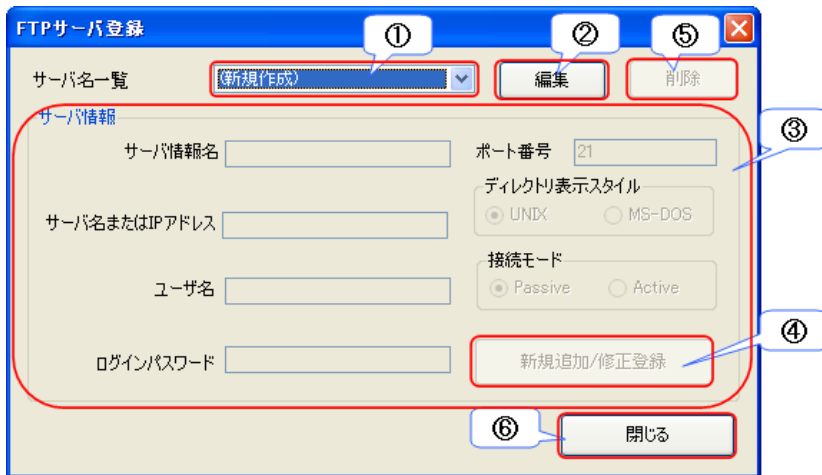 FTPサーバ登録
①
②
⑤
サーバ名一覧
(新規作成)
編集
削除
サーバ情報
③
サーバ情報名
ポート番号
21
ディレクトリ表示スタイル
サーバ名またはIPアドレス
UNIX
MS-DOS
接続モード
ユーザ名
Passive
Active
④
ログインパスワード
新規追加/修正登録
⑥
閉じる